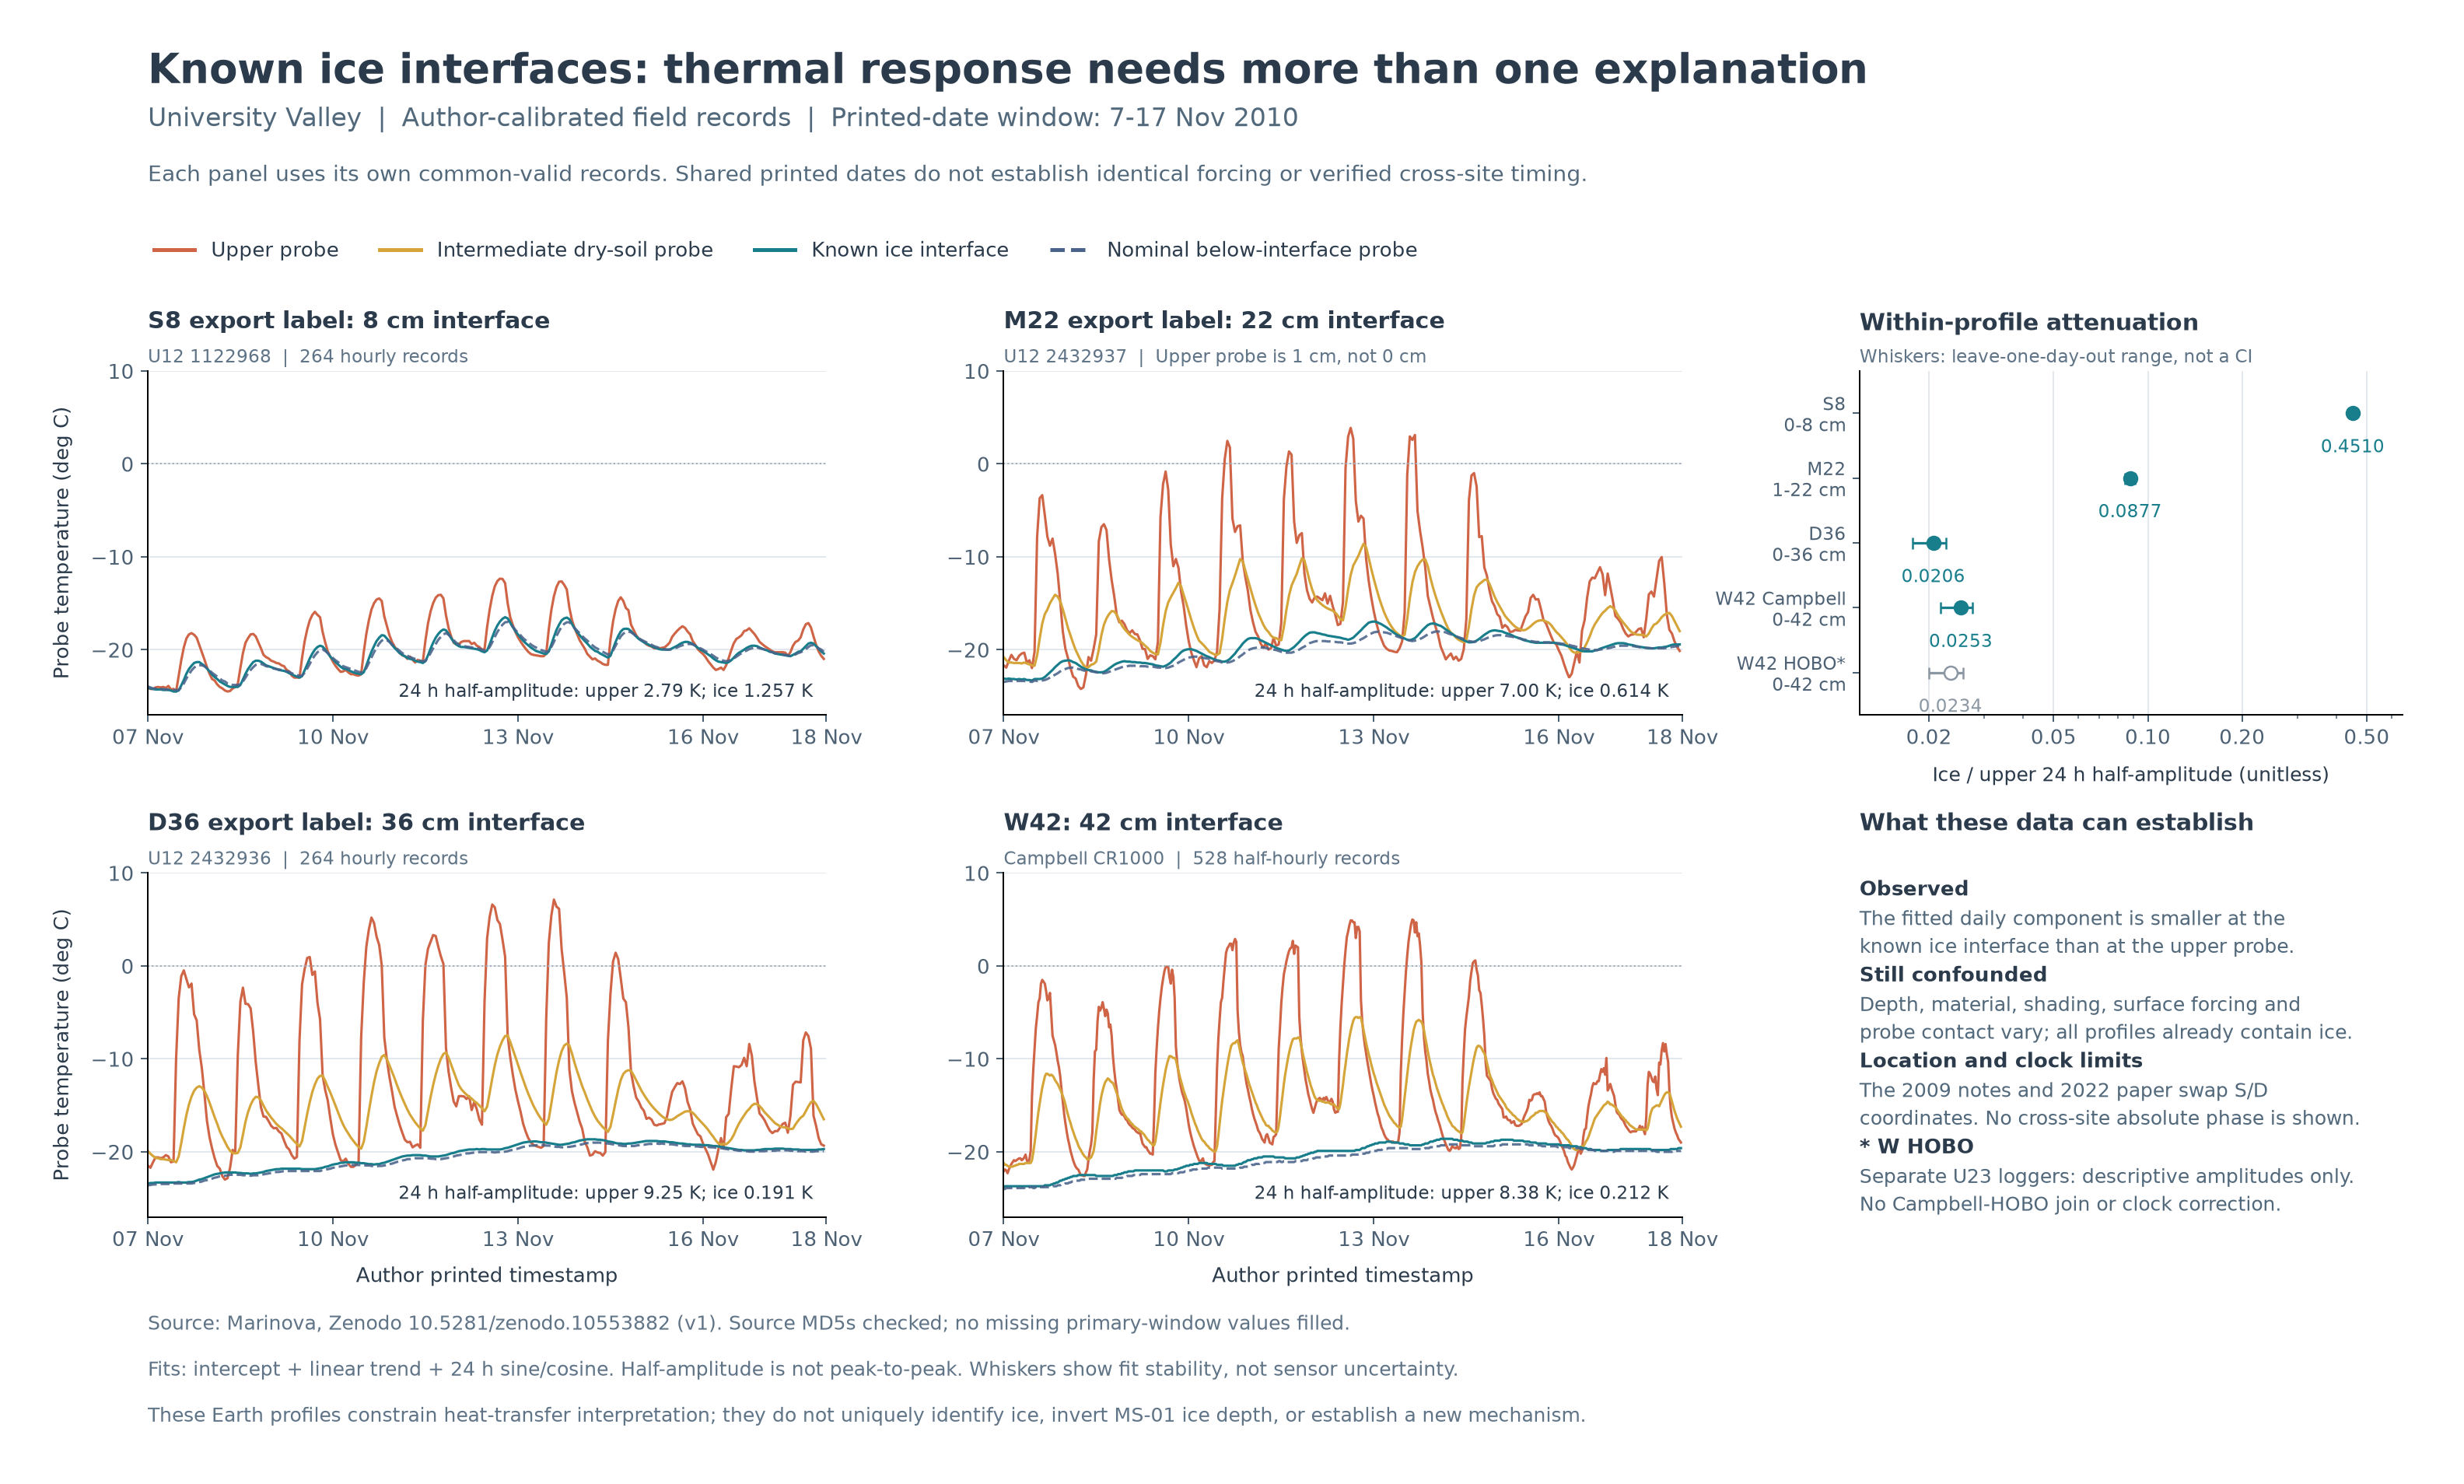 Known ice interfaces: thermal response needs more than one explanation
University Valley | Author-calibrated field records | Printed-date window: 7-17 Nov 2010
Each panel uses its own common-valid records. Shared printed dates do not establish identical forcing or verified cross-site timing.
Upper probe
Intermediate dry-soil probe
Known ice interface
Nominal below-interface probe
S8 export label: 8 cm interface
U12 1122968 | 264 hourly records
Probe temperature (deg C)
10
0
−10
−20
24 h half-amplitude: upper 2.79 K; ice 1.257 K
07 Nov
10 Nov
13 Nov
16 Nov
18 Nov
M22 export label: 22 cm interface
U12 2432937 | Upper probe is 1 cm, not 0 cm
10
0
−10
−20
24 h half-amplitude: upper 7.00 K; ice 0.614 K
07 Nov
10 Nov
13 Nov
16 Nov
18 Nov
Within-profile attenuation
Whiskers: leave-one-day-out range, not a CI
S8
0-8 cm
0.4510
M22
1-22 cm
0.0877
D36
0-36 cm
0.0206
W42 Campbell
0-42 cm
0.0253
W42 HOBO*
0-42 cm
0.0234
0.02
0.05
0.10
0.20
0.50
Ice / upper 24 h half-amplitude (unitless)
D36 export label: 36 cm interface
U12 2432936 | 264 hourly records
Probe temperature (deg C)
10
0
−10
−20
24 h half-amplitude: upper 9.25 K; ice 0.191 K
07 Nov
10 Nov
13 Nov
16 Nov
18 Nov
Author printed timestamp
W42: 42 cm interface
Campbell CR1000 | 528 half-hourly records
10
0
−10
−20
24 h half-amplitude: upper 8.38 K; ice 0.212 K
07 Nov
10 Nov
13 Nov
16 Nov
18 Nov
Author printed timestamp
What these data can establish
Observed
The fitted daily component is smaller at the
known ice interface than at the upper probe.
Still confounded
Depth, material, shading, surface forcing and
probe contact vary; all profiles already contain ice.
Location and clock limits
The 2009 notes and 2022 paper swap S/D
coordinates. No cross-site absolute phase is shown.
* W HOBO
Separate U23 loggers: descriptive amplitudes only.
No Campbell-HOBO join or clock correction.
Source: Marinova, Zenodo 10.5281/zenodo.10553882 (v1). Source MD5s checked; no missing primary-window values filled.
Fits: intercept + linear trend + 24 h sine/cosine. Half-amplitude is not peak-to-peak. Whiskers show fit stability, not sensor uncertainty.
These Earth profiles constrain heat-transfer interpretation; they do not uniquely identify ice, invert MS-01 ice depth, or establish a new mechanism.